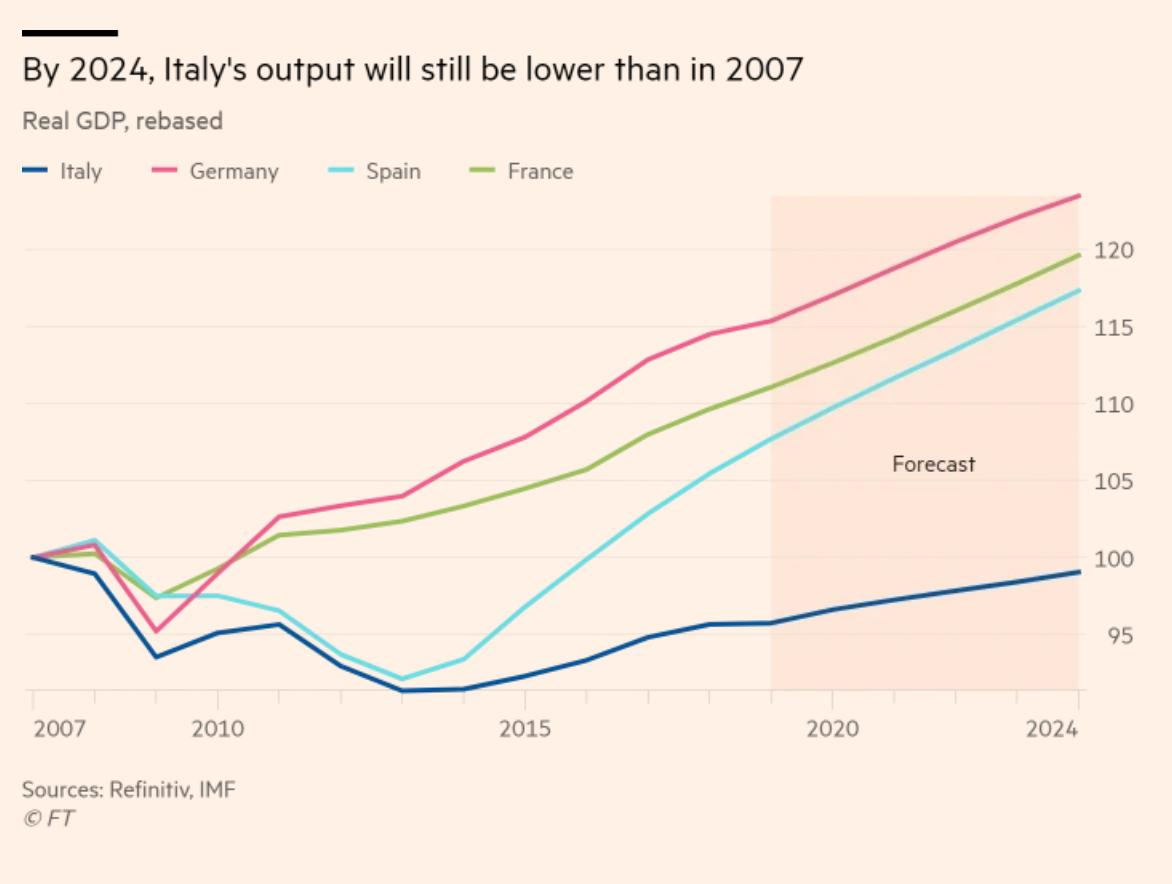 By 2024, Italy's output will still be lower than in 2007
Real GDP, rebased
Italy Germany Spain France
120
115
110
Forecast
105
100
95
2007 2010 2015 2020 2024
Sources: Refinitiv, IMF
© FT